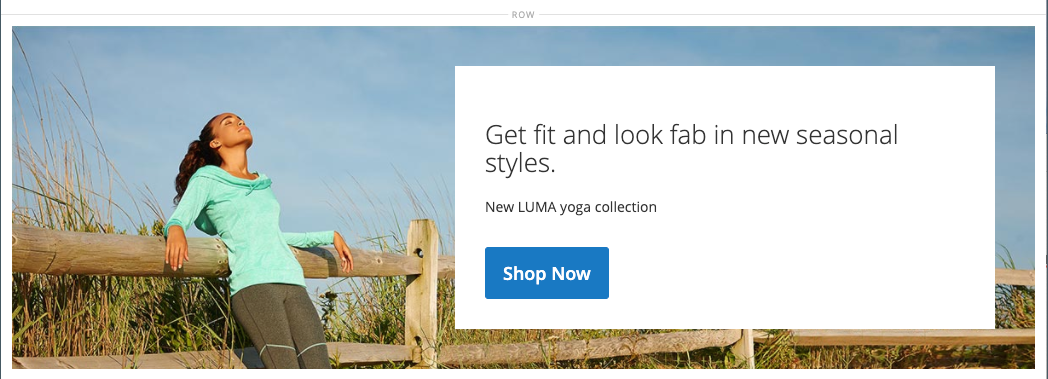 ROW
Get fit and look fab in new seasonal
styles.
New LUMA yoga collection
Shop Now